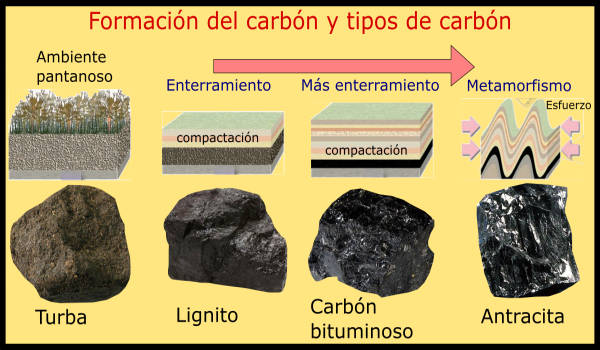 Formación del carbón y tipos de carbón
Ambiente
pantanoso
Enterramiento
Más enterramiento
Metamorfismo
Esfuerzo
compactación
compactación
Turba
Lignito
Carbón
bituminoso
Antracita